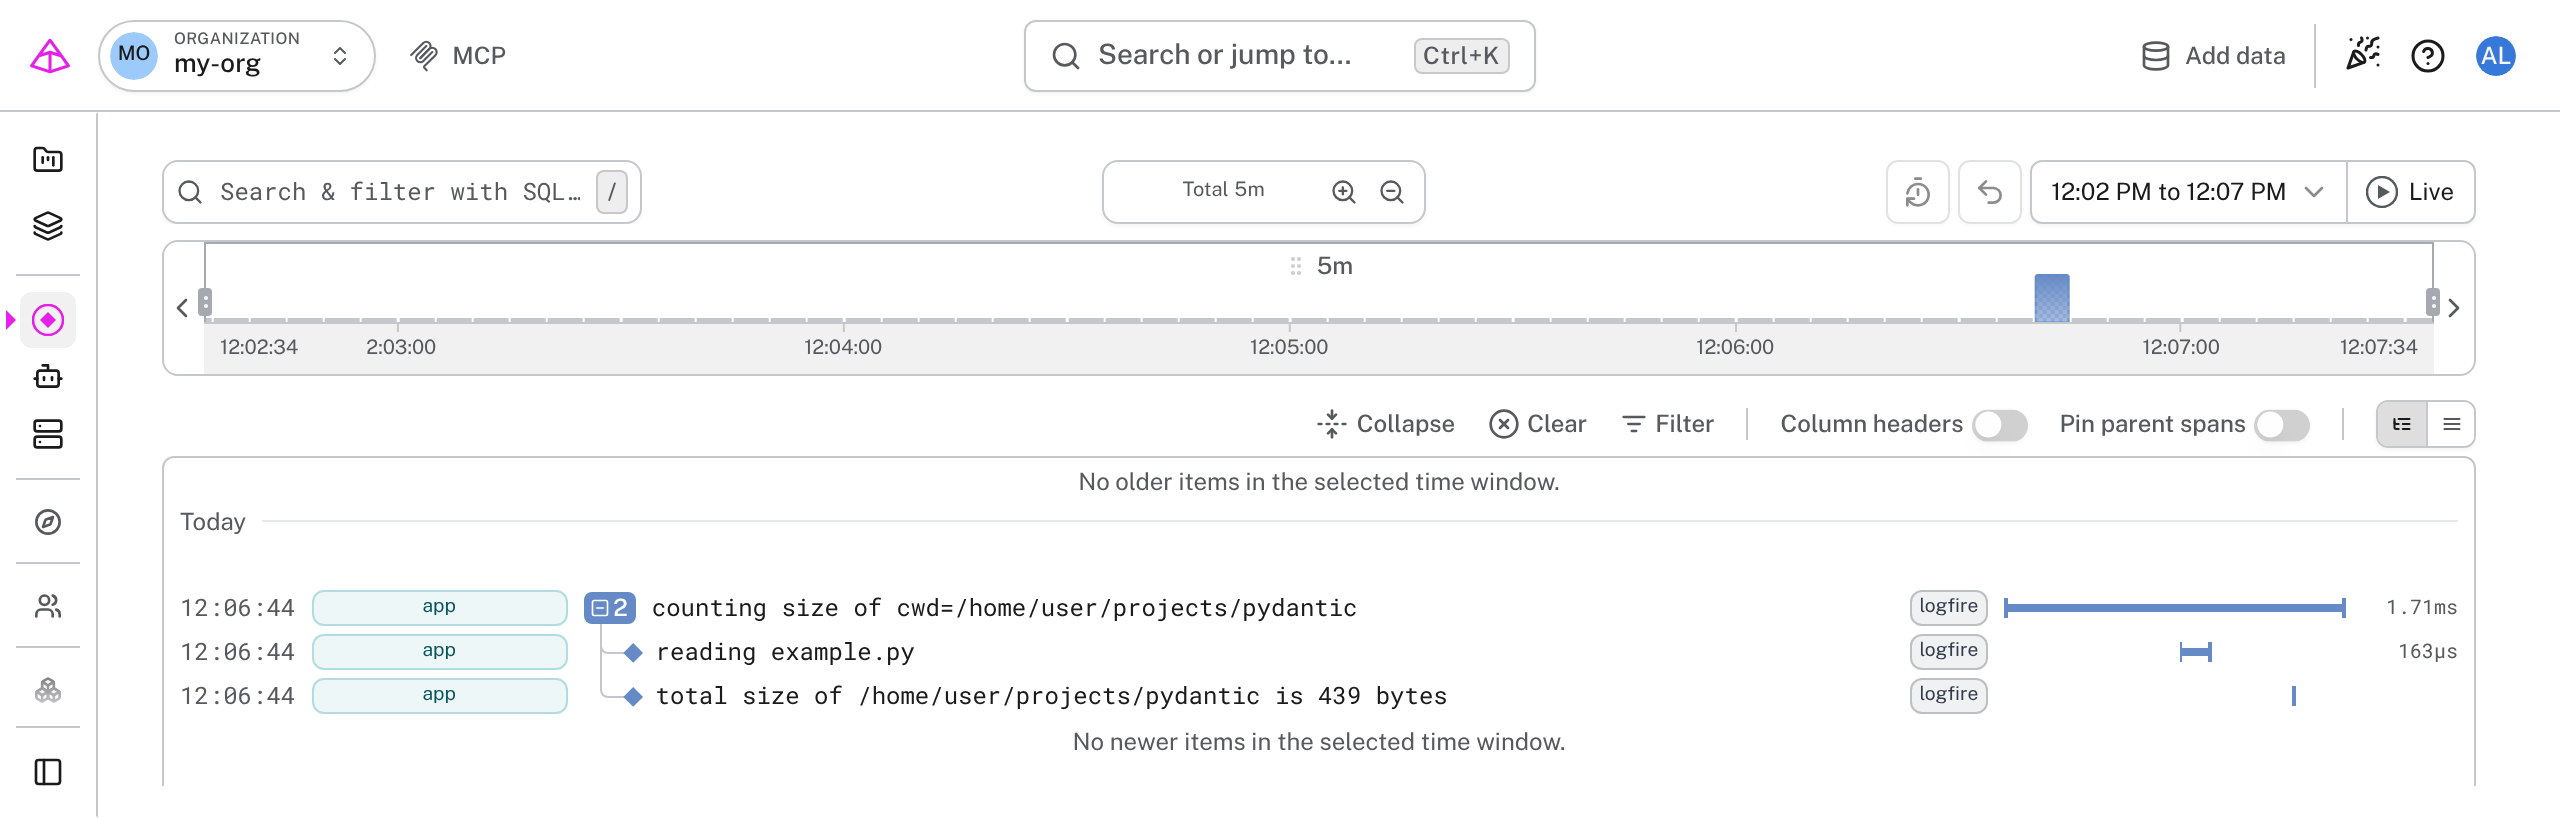 MO ORGANIZATION my-org MCP Search or jump to... Ctrl+K Add data AL
Search & filter with SQL… / Total 5m 12:02 PM to 12:07 PM Live
5m
12:02:34 2:03:00 12:04:00 12:05:00 12:06:00 12:07:00 12:07:34
Collapse Clear Filter Column headers Pin parent spans
No older items in the selected time window.
Today
12:06:44 app 2 counting size of cwd=/home/user/projects/pydantic logfire 1.71ms
12:06:44 app reading example.py logfire 163µs
12:06:44 app total size of /home/user/projects/pydantic is 439 bytes logfire
No newer items in the selected time window.